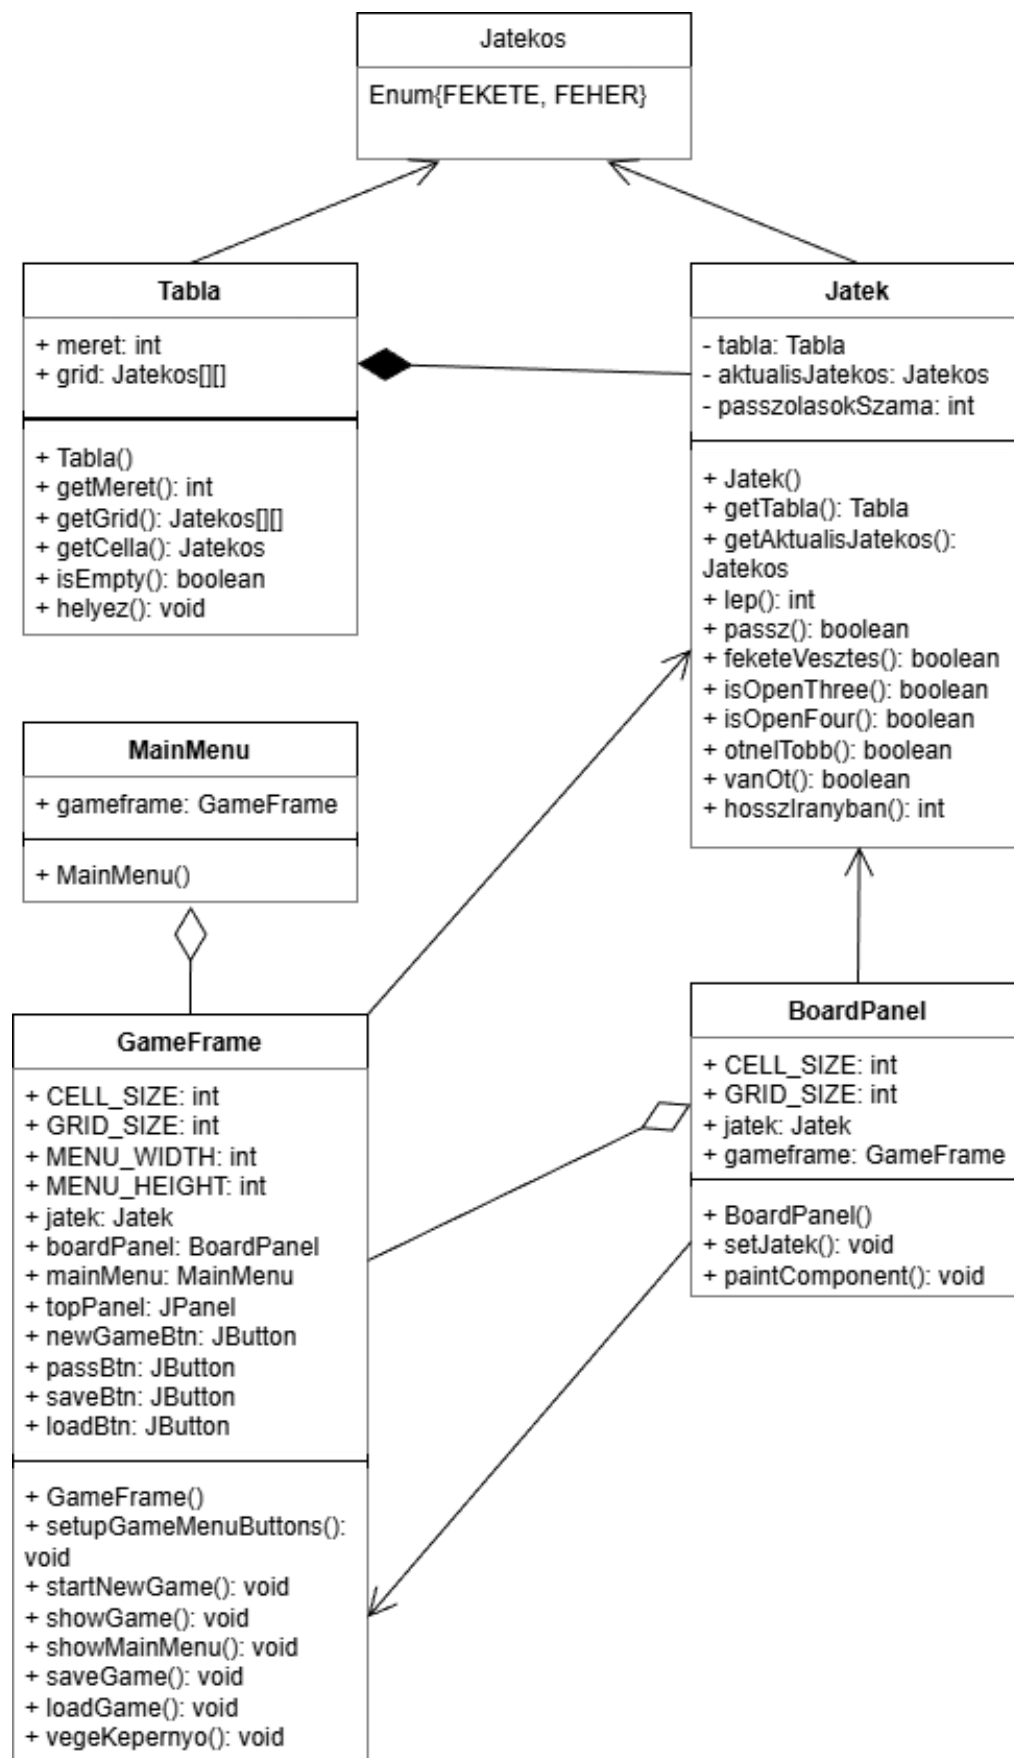 Jatekos
Enum{FEKETE, FEHER}
Tabla
+ meret: int
+ grid: Jatekos[][]
+ Tabla()
+ getMeret(): int
+ getGrid(): Jatekos[][]
+ getCella(): Jatekos
+ isEmpty(): boolean
+ helyez(): void
Jatek
- tabla: Tabla
- aktualisJatekos: Jatekos
- passzolasokSzama: int
+ Jatek()
+ getTabla(): Tabla
+ getAktualisJatekos():
Jatekos
+ lep(): int
+ passz(): boolean
+ feketeVesztes(): boolean
+ isOpenThree(): boolean
+ isOpenFour(): boolean
+ otnelTobb(): boolean
+ vanOt(): boolean
+ hosszIranyban(): int
MainMenu
+ gameframe: GameFrame
+ MainMenu()
GameFrame
+ CELL_SIZE: int
+ GRID_SIZE: int
+ MENU_WIDTH: int
+ MENU_HEIGHT: int
+ jatek: Jatek
+ boardPanel: BoardPanel
+ mainMenu: MainMenu
+ topPanel: JPanel
+ newGameBtn: JButton
+ passBtn: JButton
+ saveBtn: JButton
+ loadBtn: JButton
+ GameFrame()
+ setupGameMenuButtons():
void
+ startNewGame(): void
+ showGame(): void
+ showMainMenu(): void
+ saveGame(): void
+ loadGame(): void
+ vegeKepernyo(): void
BoardPanel
+ CELL_SIZE: int
+ GRID_SIZE: int
+ jatek: Jatek
+ gameframe: GameFrame
+ BoardPanel()
+ setJatek(): void
+ paintComponent(): void